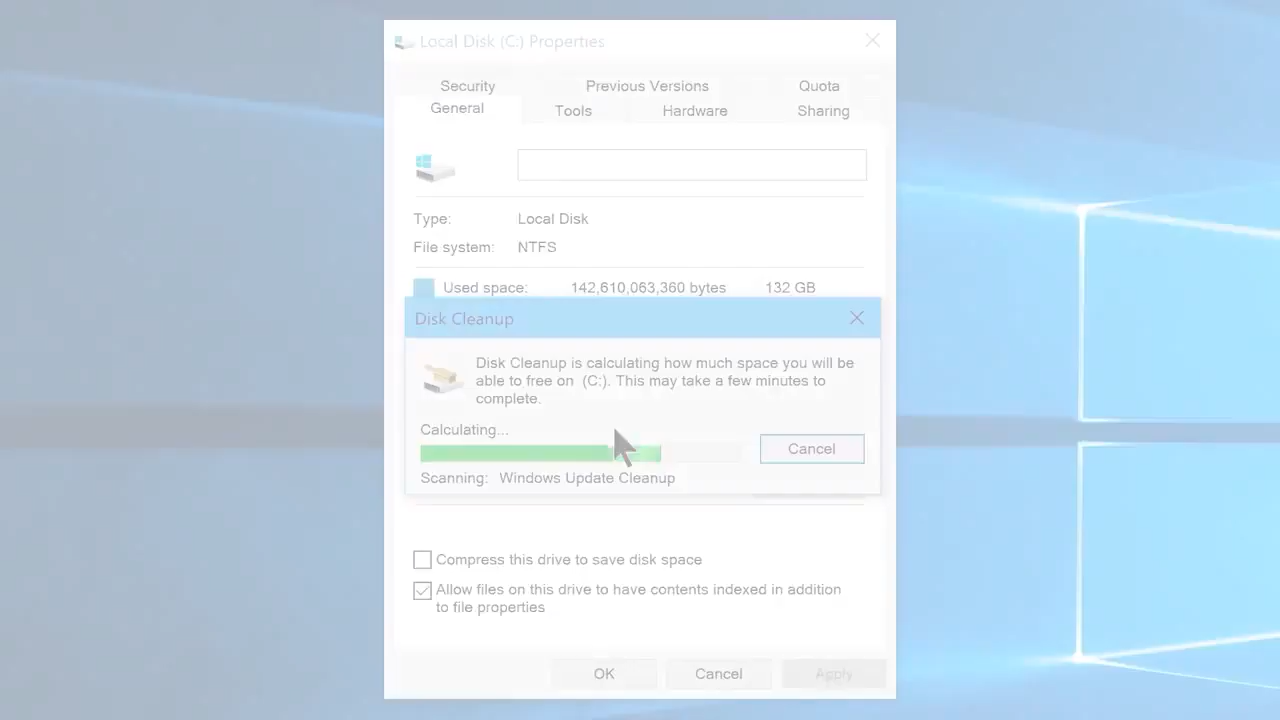 Local Disk (C:) Properties
Security Previous Versions Quota
General Tools Hardware Sharing
Type: Local Disk
File system: NTFS
Used space: 142,610,063,360 bytes 132 GB
Disk Cleanup
Disk Cleanup is calculating how much space you will be
able to free on (C:). This may take a few minutes to
complete.
Calculating...
Cancel
Scanning: Windows Update Cleanup
Compress this drive to save disk space
Allow files on this drive to have contents indexed in addition
to file properties
OK Cancel Apply